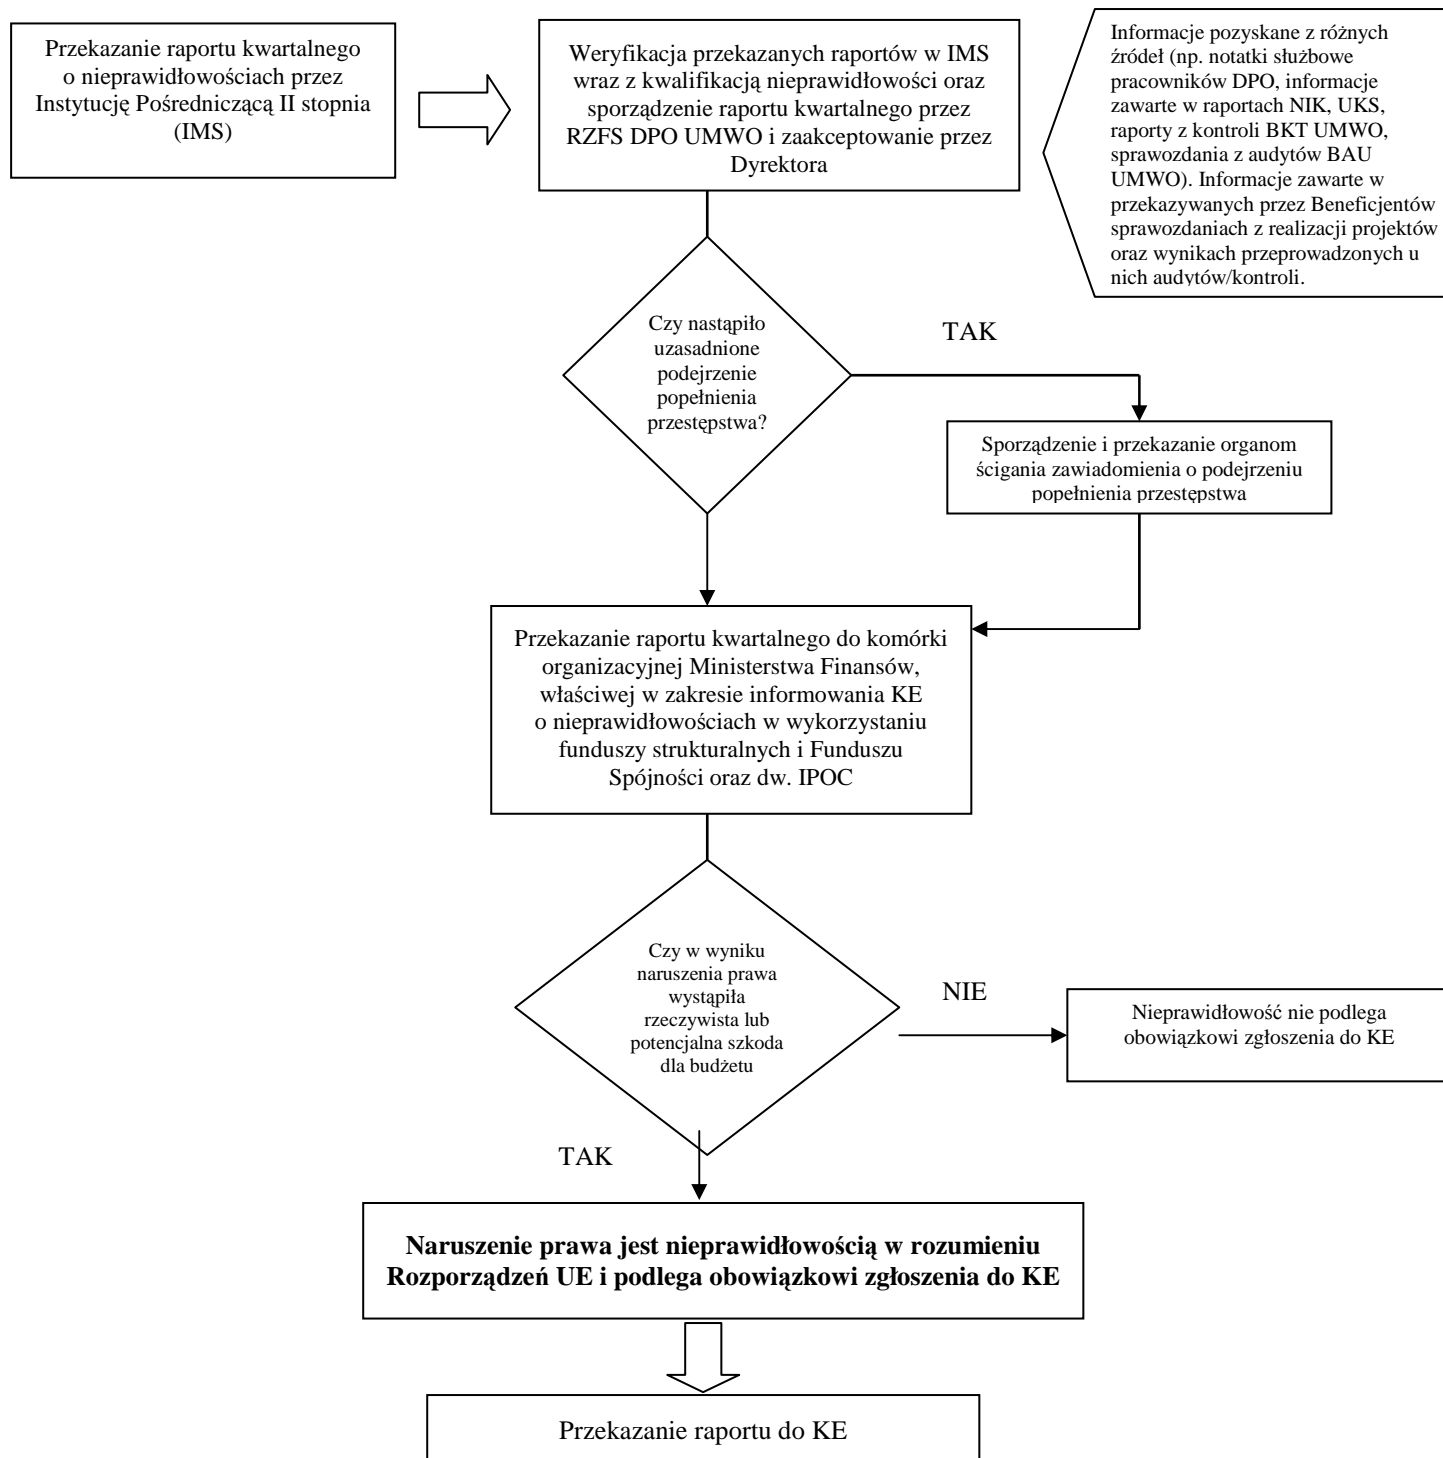 Przekazanie raportu kwartalnego
o nieprawidłowościach przez
Instytucję Pośredniczącą II stopnia
(IMS)
Weryfikacja przekazanych raportów w IMS
wraz z kwalifikacją nieprawidłowości oraz
sporządzenie raportu kwartalnego przez
RZFS DPO UMWO i zaakceptowanie przez
Dyrektora
Informacje pozyskane z różnych
źródeł (np. notatki służbowe
pracowników DPO, informacje
zawarte w raportach NIK, UKS,
raporty z kontroli BKT UMWO,
sprawozdania z audytów BAU
UMWO). Informacje zawarte w
przekazywanych przez Beneficjentów
sprawozdaniach z realizacji projektów
oraz wynikach przeprowadzonych u
nich audytów/kontroli.
Czy nastąpiło
uzasadnione
podejrzenie
popełnienia
przestępstwa?
TAK
Sporządzenie i przekazanie organom
ścigania zawiadomienia o podejrzeniu
popełnienia przestępstwa
Przekazanie raportu kwartalnego do komórki
organizacyjnej Ministerstwa Finansów,
właściwej w zakresie informowania KE
o nieprawidłowościach w wykorzystaniu
funduszy strukturalnych i Funduszu
Spójności oraz dw. IPOC
Czy w wyniku
naruszenia prawa
wystąpiła
rzeczywista lub
potencjalna szkoda
dla budżetu
NIE
Nieprawidłowość nie podlega
obowiązkowi zgłoszenia do KE
TAK
Naruszenie prawa jest nieprawidłowością w rozumieniu
Rozporządzeń UE i podlega obowiązkowi zgłoszenia do KE
Przekazanie raportu do KE